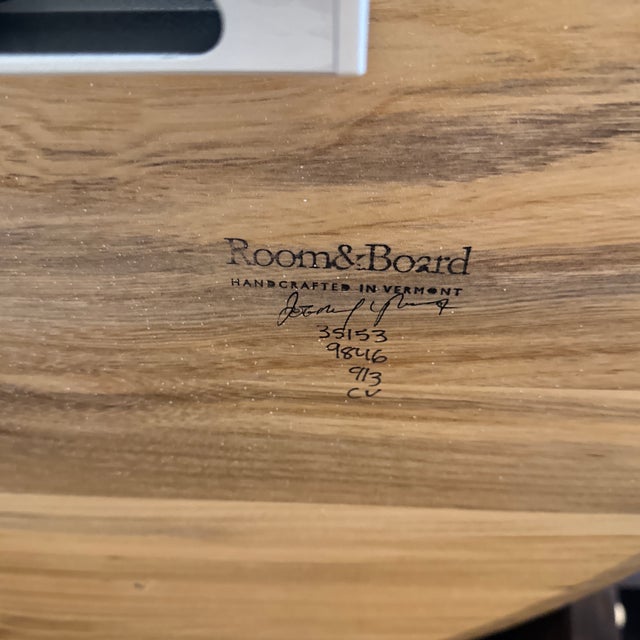 Room&Board
HANDCRAFTED IN VERMONT
35153
9846
913
CV